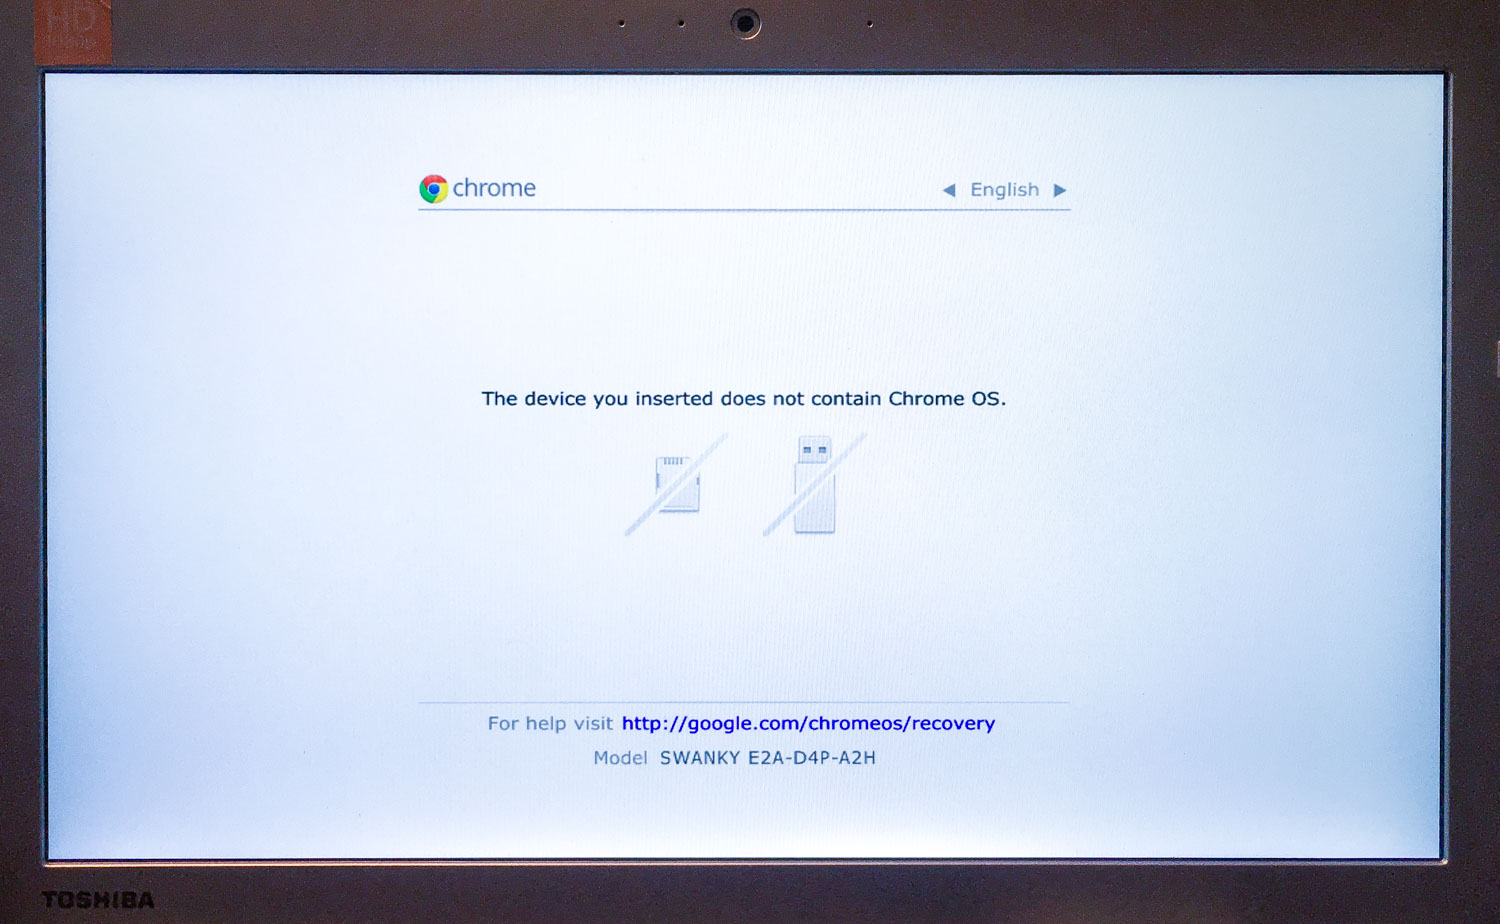 HD
chrome
English
The device you inserted does not contain Chrome OS.
For help visit http://google.com/chromeos/recovery
Model SWANKY E2A-D4P-A2H
TOSHIBA